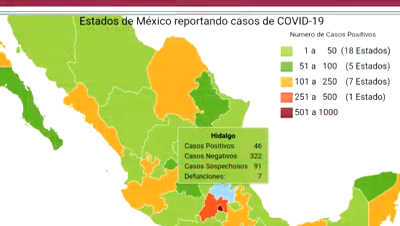 Estados de México reportando casos de COVID-19
Numero de Casos Positivos
1 a 50 (18 Estados)
51 a 100 (5 Estados)
101 a 250 (7 Estados)
251 a 500 (1 Estado)
501 a 1000
Hidalgo
Casos Positivos 46
Casos Negativos 322
Casos Sospechosos 91
Defunciones: 7